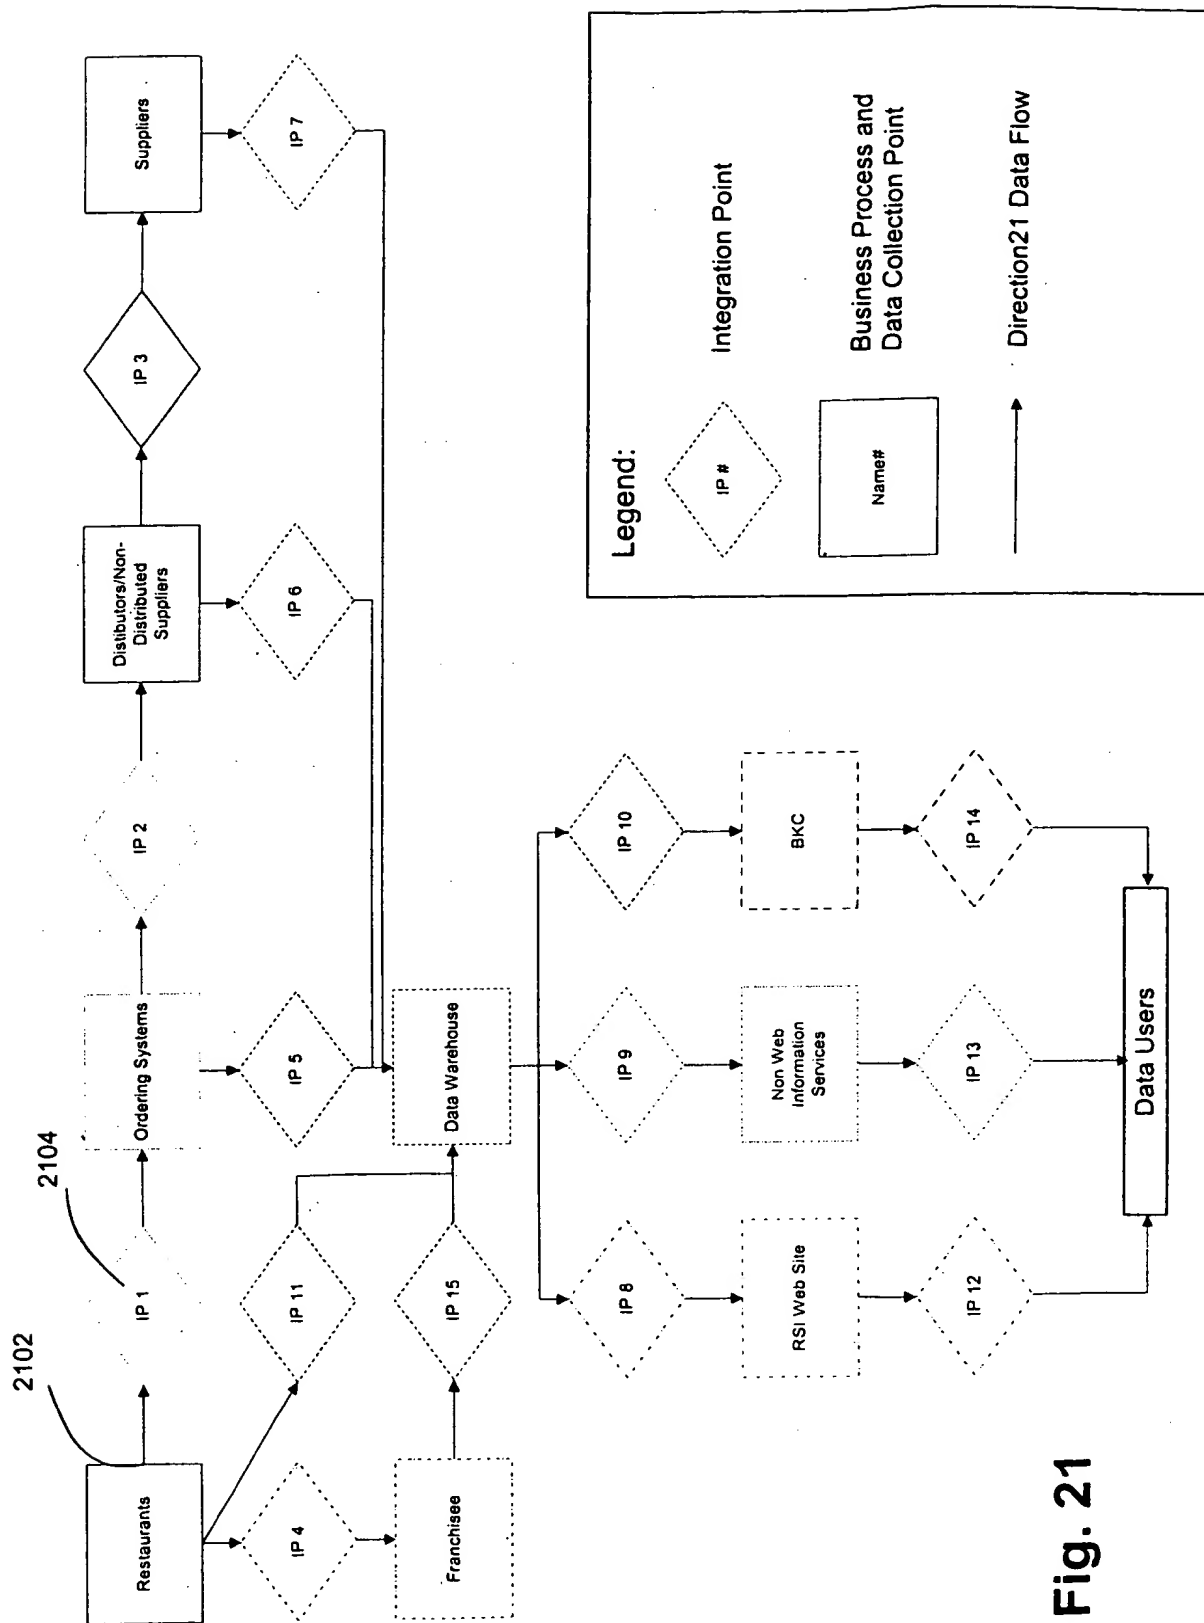 2102
2104
Restaurants
IP 1
Ordering Systems
IP 2
Distibutors/Non-
Distributed
Suppliers
IP 3
Suppliers
IP 4
IP 11
IP 5
IP 6
IP 7
Franchisee
IP 15
Data Warehouse
IP 8
IP 9
IP 10
RSI Web Site
Non Web
Information
Services
BKC
IP 12
IP 13
IP 14
Data Users
Legend:
IP #
Integration Point
Name#
Business Process and
Data Collection Point
Direction21 Data Flow
Fig. 21